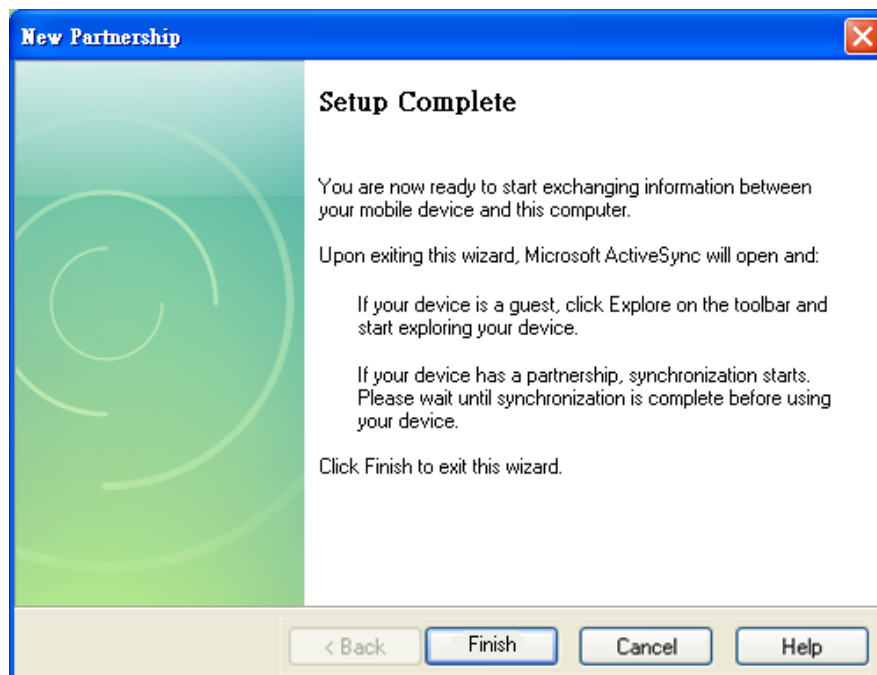 New Partnership
Setup Complete
You are now ready to start exchanging information between
your mobile device and this computer.
Upon exiting this wizard, Microsoft ActiveSync will open and:
If your device is a guest, click Explore on the toolbar and
start exploring your device.
If your device has a partnership, synchronization starts.
Please wait until synchronization is complete before using
your device.
Click Finish to exit this wizard.
< Back
Finish
Cancel
Help